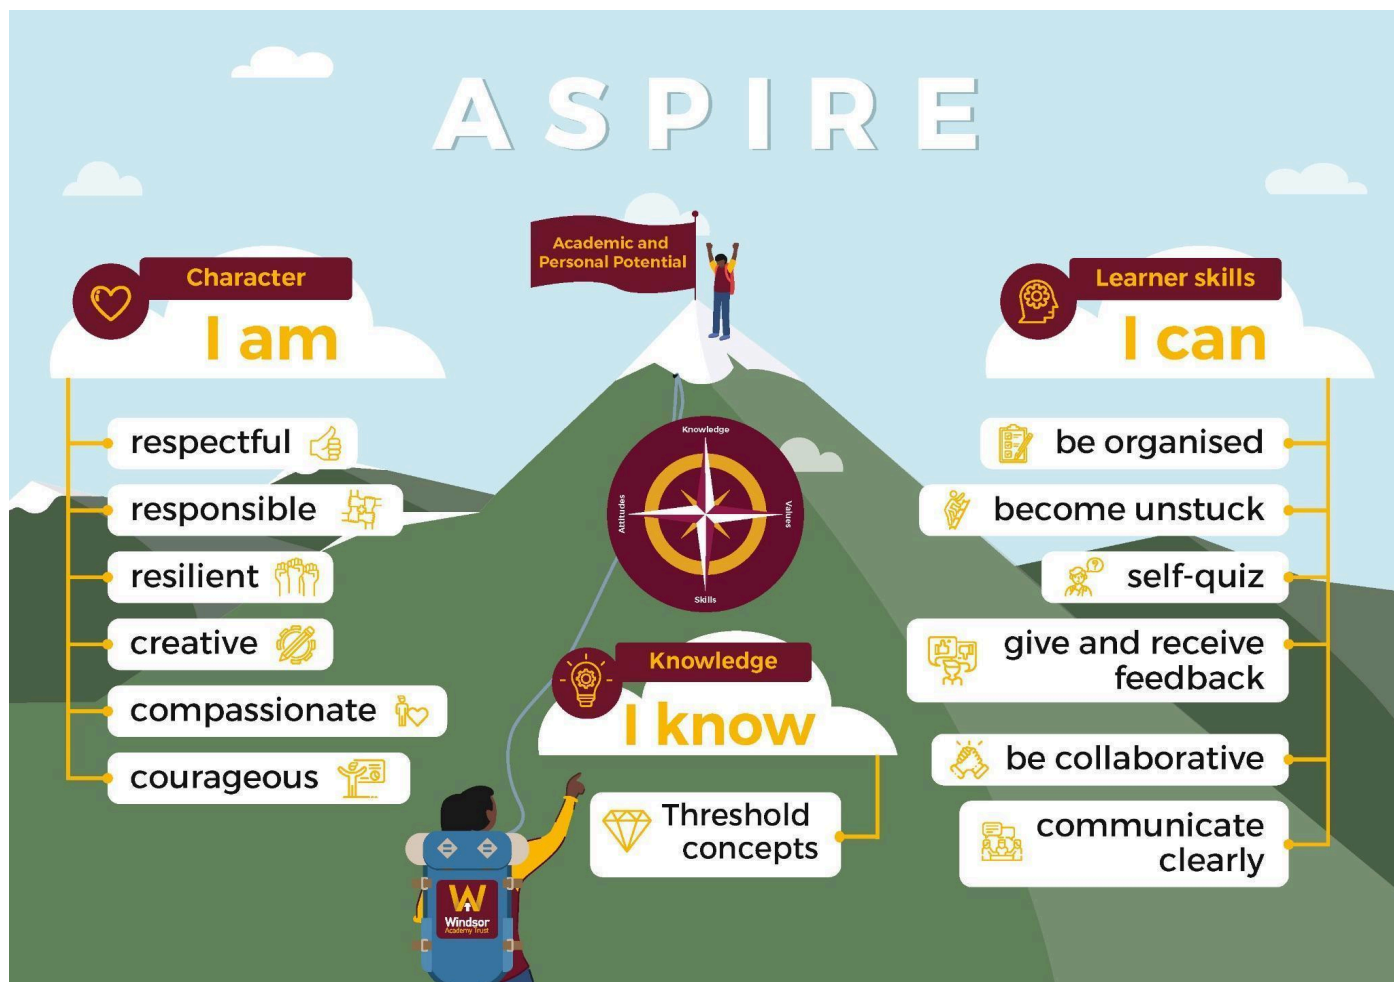 ASPIRE
Academic and
Personal Potential
Character
I am
respectful
responsible
resilient
creative
compassionate
courageous
Knowledge
Attitudes
Values
Skills
Knowledge
I know
Threshold
concepts
Learner skills
I can
be organised
become unstuck
self-quiz
give and receive
feedback
be collaborative
communicate
clearly
W
Windsor
Academy Trust